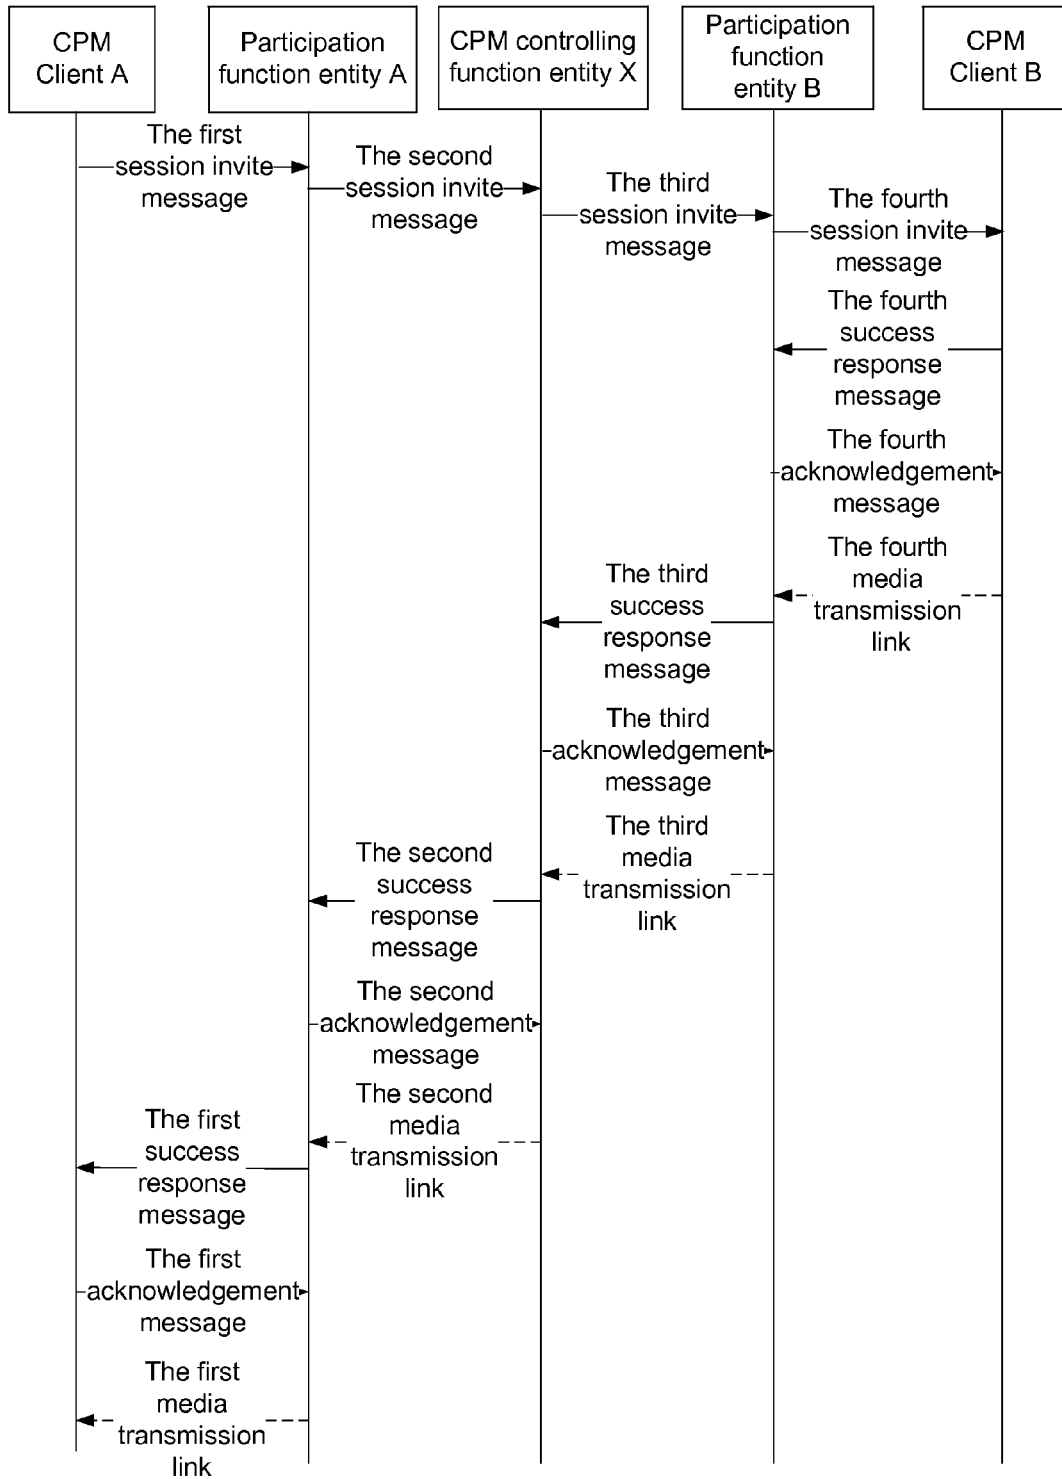 CPM
Client A
Participation
function entity A
CPM controlling
function entity X
Participation
function
entity B
CPM
Client B
The first
session invite
message
The second
session invite
message
The third
session invite
message
The fourth
session invite
message
The fourth
success
response
message
The fourth
acknowledgement
message
The fourth
media
transmission
link
The third
success
response
message
The third
acknowledgement
message
The third
media
transmission
link
The second
success
response
message
The second
acknowledgement
message
The second
media
transmission
link
The first
success
response
message
The first
acknowledgement
message
The first
media
transmission
link